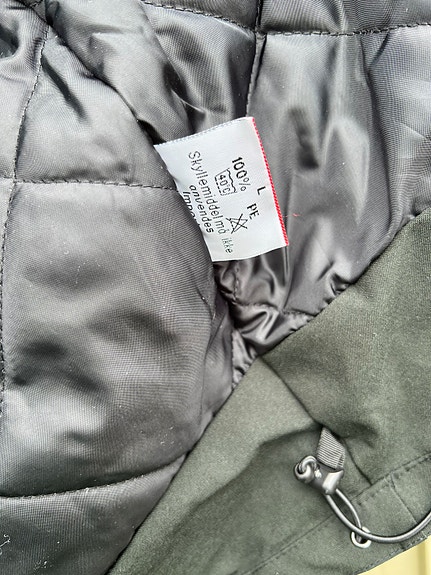 L
100% PE
40°C
Skyllemiddel må ikke
anvendes